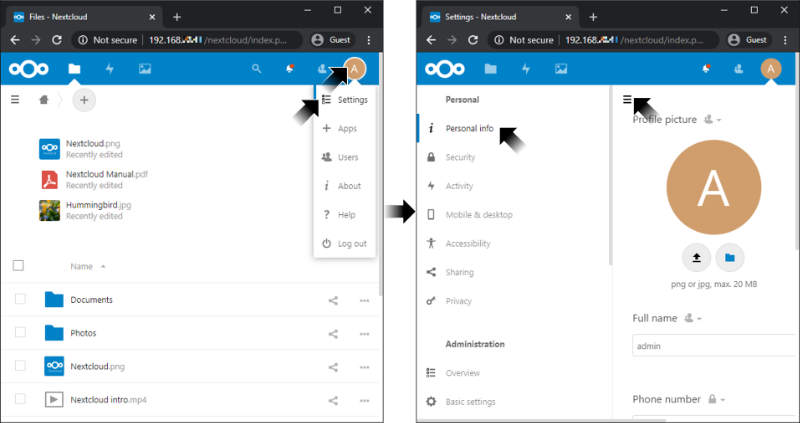 Files - Nextcloud
Not secure
192.168.
/nextcloud/index.p...
Guest
A
Settings
Apps
Users
About
Help
Log out
Nextcloud.png
Recently edited
Nextcloud Manual.pdf
Recently edited
Hummingbird.jpg
Recently edited
Name
Documents
Photos
Nextcloud.png
Nextcloud intro.mp4
Settings - Nextcloud
Not secure
192.168.
/nextcloud/index.p...
Guest
A
Personal
Personal info
Security
Activity
Mobile & desktop
Accessibility
Sharing
Privacy
Administration
Overview
Basic settings
Profile picture
A
png or jpg, max. 20 MB
Full name
admin
Phone number